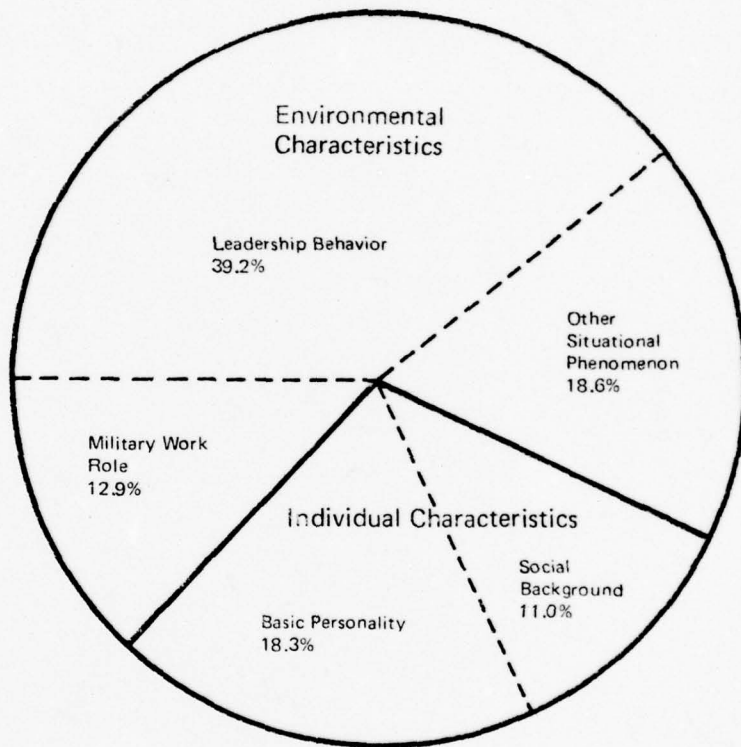 Environmental
Characteristics
Leadership Behavior
39.2%
Other
Situational
Phenomenon
18.6%
Military Work
Role
12.9%
Individual Characteristics
Social
Background
11.0%
Basic Personality
18.3%